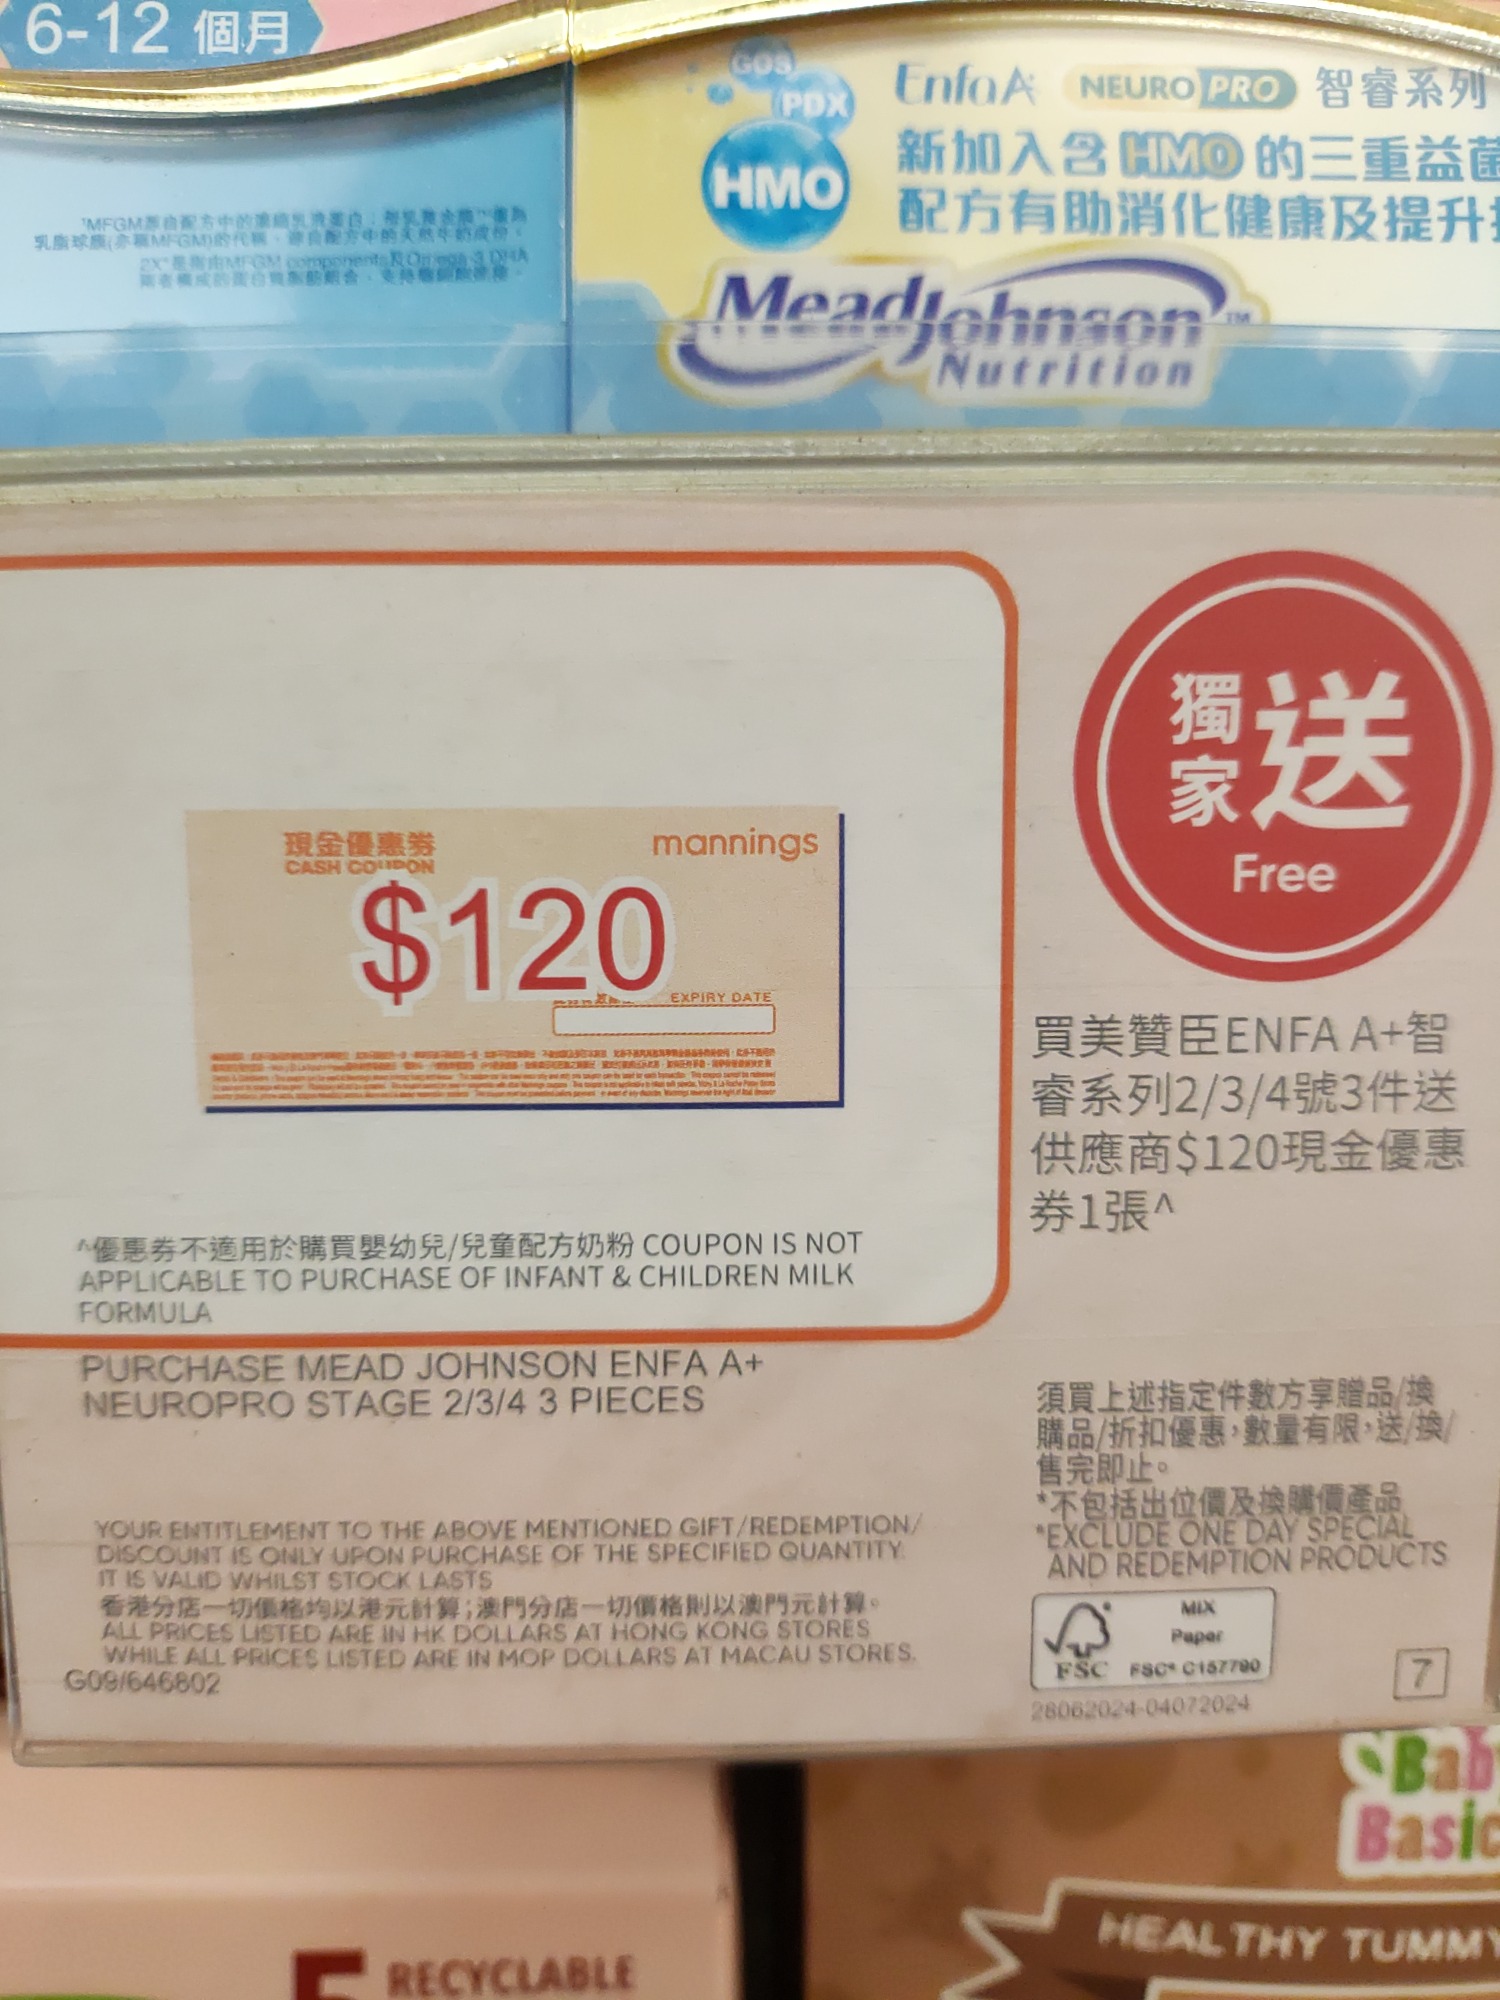 6-12 個月
GOS
PDX
HMO
EnfaA+ NEUROPRO 智睿系列
新加入含 HMO 的三重益菌
配方有助消化健康及提升
MeadJohnson™
Nutrition
獨家送
Free
現金優惠券
CASH COUPON
mannings
$120
EXPIRY DATE
^優惠券不適用於購買嬰幼兒/兒童配方奶粉 COUPON IS NOT
APPLICABLE TO PURCHASE OF INFANT & CHILDREN MILK
FORMULA
買美贊臣ENFA A+智
睿系列2/3/4號3件送
供應商$120現金優惠
券1張^
PURCHASE MEAD JOHNSON ENFA A+
NEUROPRO STAGE 2/3/4 3 PIECES
須買上述指定件數方享贈品/換
購品/折扣優惠，數量有限，送/換/
售完即止。
*不包括出位價及換購價產品
*EXCLUDE ONE DAY SPECIAL
AND REDEMPTION PRODUCTS
YOUR ENTITLEMENT TO THE ABOVE MENTIONED GIFT/REDEMPTION/
DISCOUNT IS ONLY UPON PURCHASE OF THE SPECIFIED QUANTITY.
IT IS VALID WHILST STOCK LASTS
香港分店一切價格均以港元計算；澳門分店一切價格則以澳門元計算。
ALL PRICES LISTED ARE IN HK DOLLARS AT HONG KONG STORES
WHILE ALL PRICES LISTED ARE IN MOP DOLLARS AT MACAU STORES.
G09/646802
MIX
Paper
FSC FSC® C157790
28062024-04072024
7
Bab
Basic
HEALTHY TUMMY
RECYCLABLE